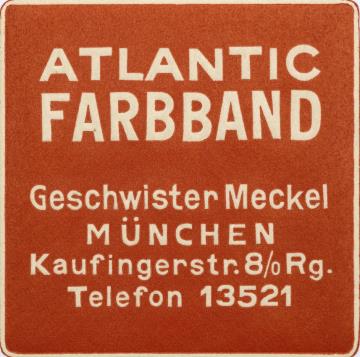 ATLANTIC
FARBBAND
Geschwister Meckel
MÜNCHEN
Kaufingerstr. 8/0 Rg.
Telefon 13521